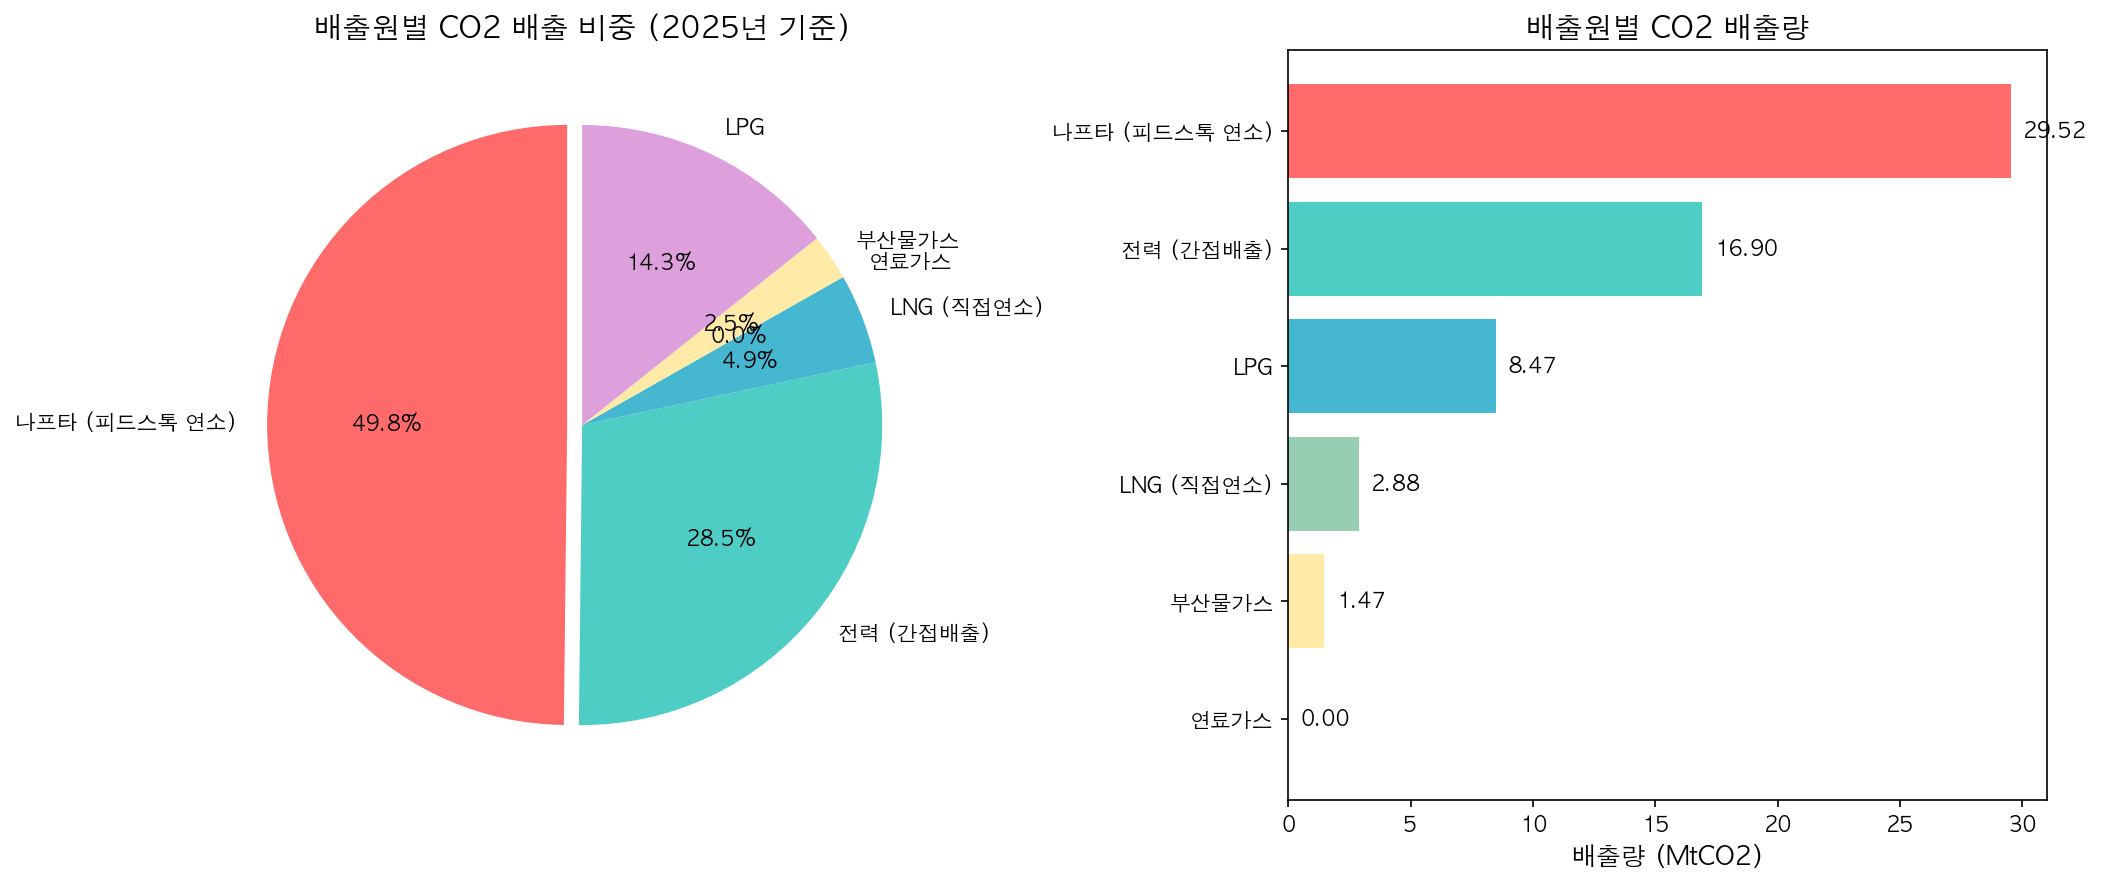 배출원별 CO2 배출 비중 (2025년 기준)
LPG
부산물가스
연료가스
LNG (직접연소)
14.3%
2.5%
0.0%
4.9%
나프타 (피드스톡 연소)
49.8%
28.5%
전력 (간접배출)
배출원별 CO2 배출량
나프타 (피드스톡 연소)
29.52
전력 (간접배출)
16.90
LPG
8.47
LNG (직접연소)
2.88
부산물가스
1.47
연료가스
0.00
0 5 10 15 20 25 30
배출량 (MtCO2)